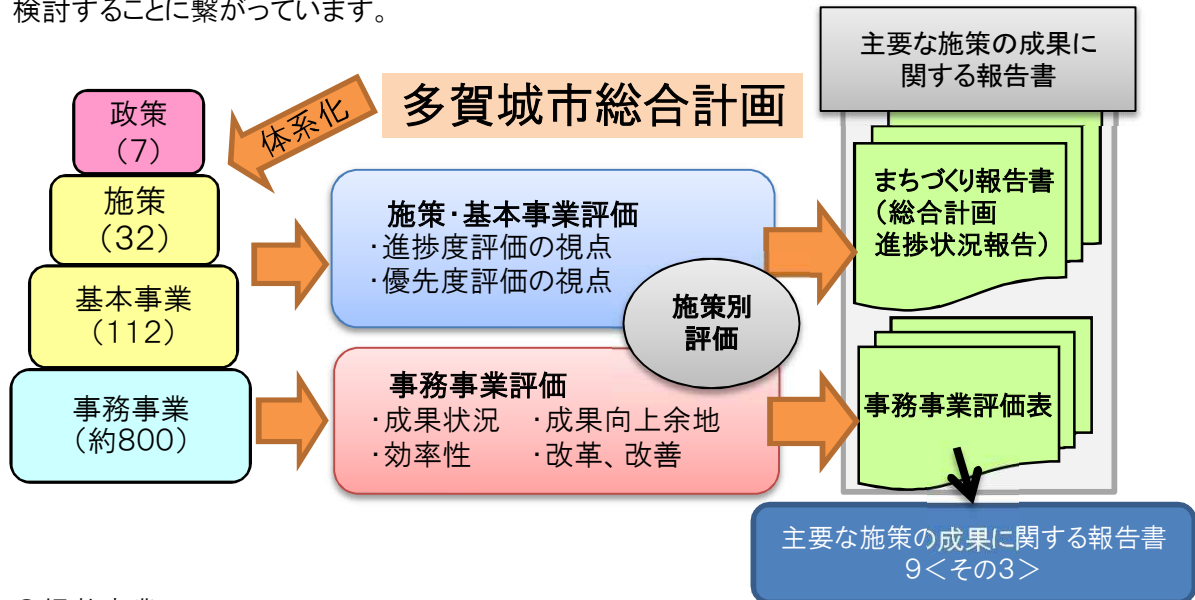 検討することに繋がっています。
主要な施策の成果に
関する報告書
多賀城市総合計画
体系化
政策
(7)
施策
(32)
基本事業
(112)
事務事業
(約800)
施策・基本事業評価
・進捗度評価の視点
・優先度評価の視点
施策別
評価
事務事業評価
・成果状況 ・成果向上余地
・効率性 ・改革、改善
まちづくり報告書
(総合計画
進捗状況報告)
事務事業評価表
主要な施策の成果に関する報告書
9<その3>